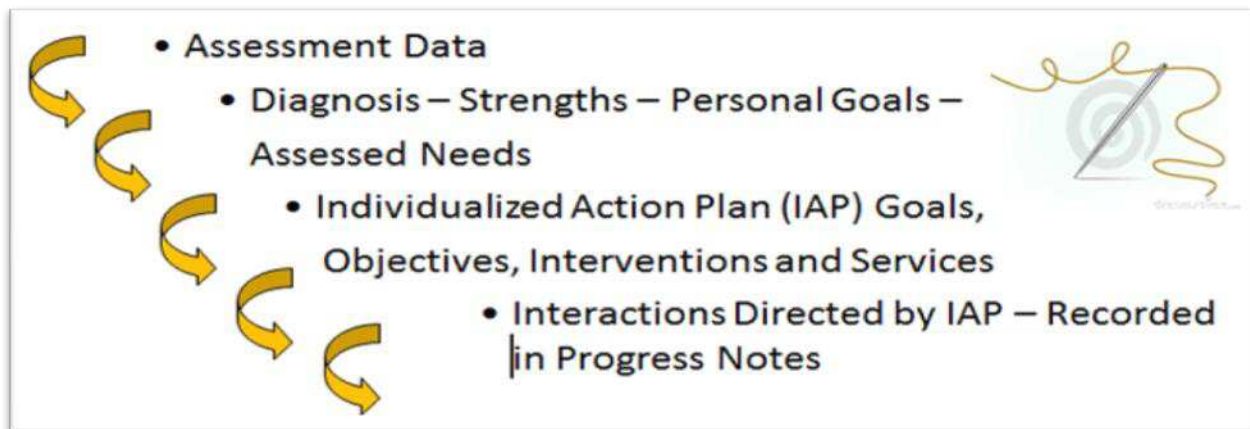 • Assessment Data
• Diagnosis – Strengths – Personal Goals –
Assessed Needs
• Individualized Action Plan (IAP) Goals,
Objectives, Interventions and Services
• Interactions Directed by IAP – Recorded
in Progress Notes